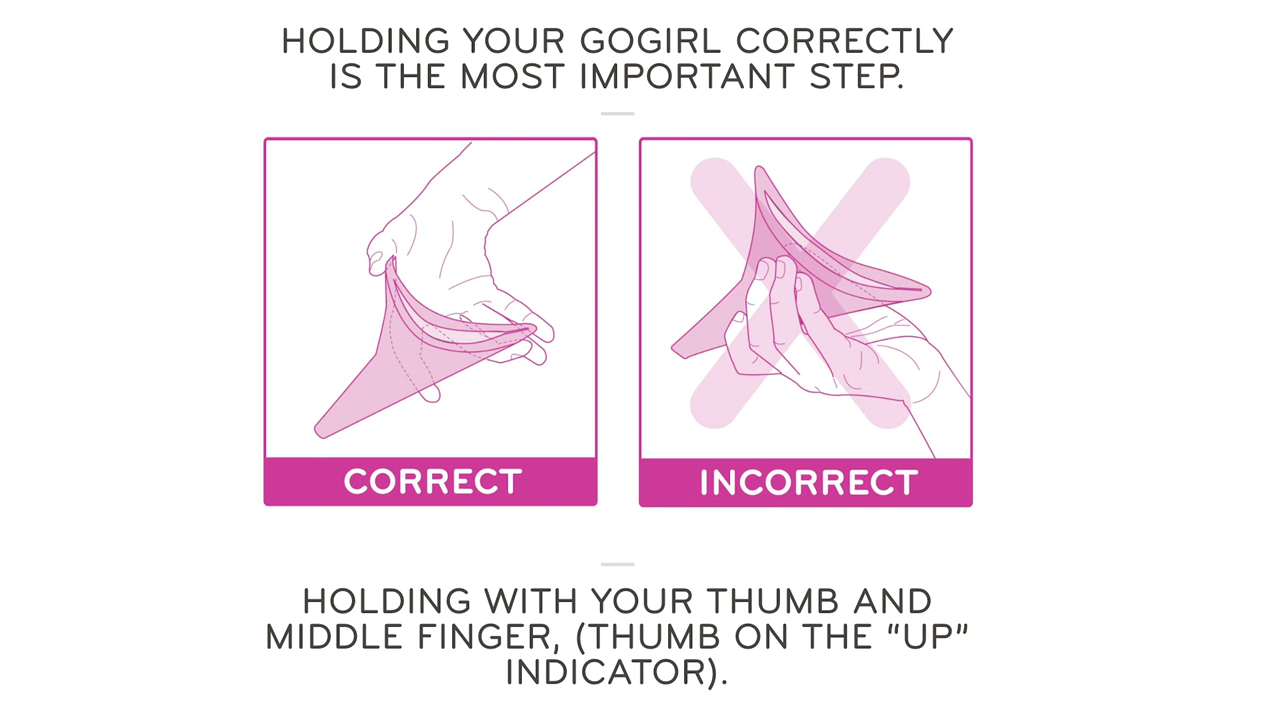 HOLDING YOUR GOGIRL CORRECTLY
IS THE MOST IMPORTANT STEP.
CORRECT
INCORRECT
HOLDING WITH YOUR THUMB AND
MIDDLE FINGER, (THUMB ON THE “UP”
INDICATOR).